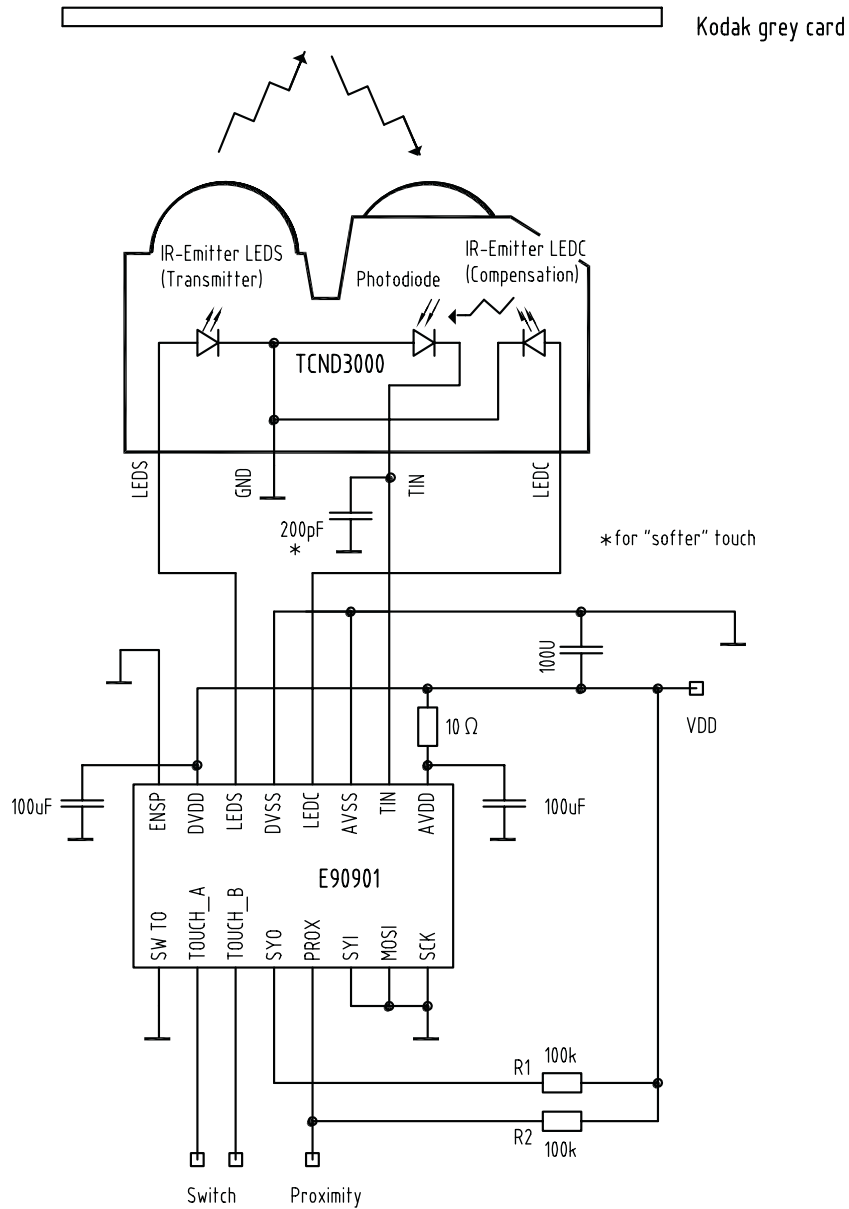 Kodak grey card
IR-Emitter LEDS
(Transmitter)
IR-Emitter LEDC
(Compensation)
Photodiode
TCND3000
LEDS
GND
TIN
LEDC
200pF
*
*for "softer" touch
100U
10 Ω
VDD
100uF
100uF
ENSP
DVDD
LEDS
DVSS
LEDC
AVSS
TIN
AVDD
E90901
SW TO
TOUCH_A
TOUCH_B
SYO
PROX
SYI
MOSI
SCK
R1 100k
R2 100k
Switch
Proximity